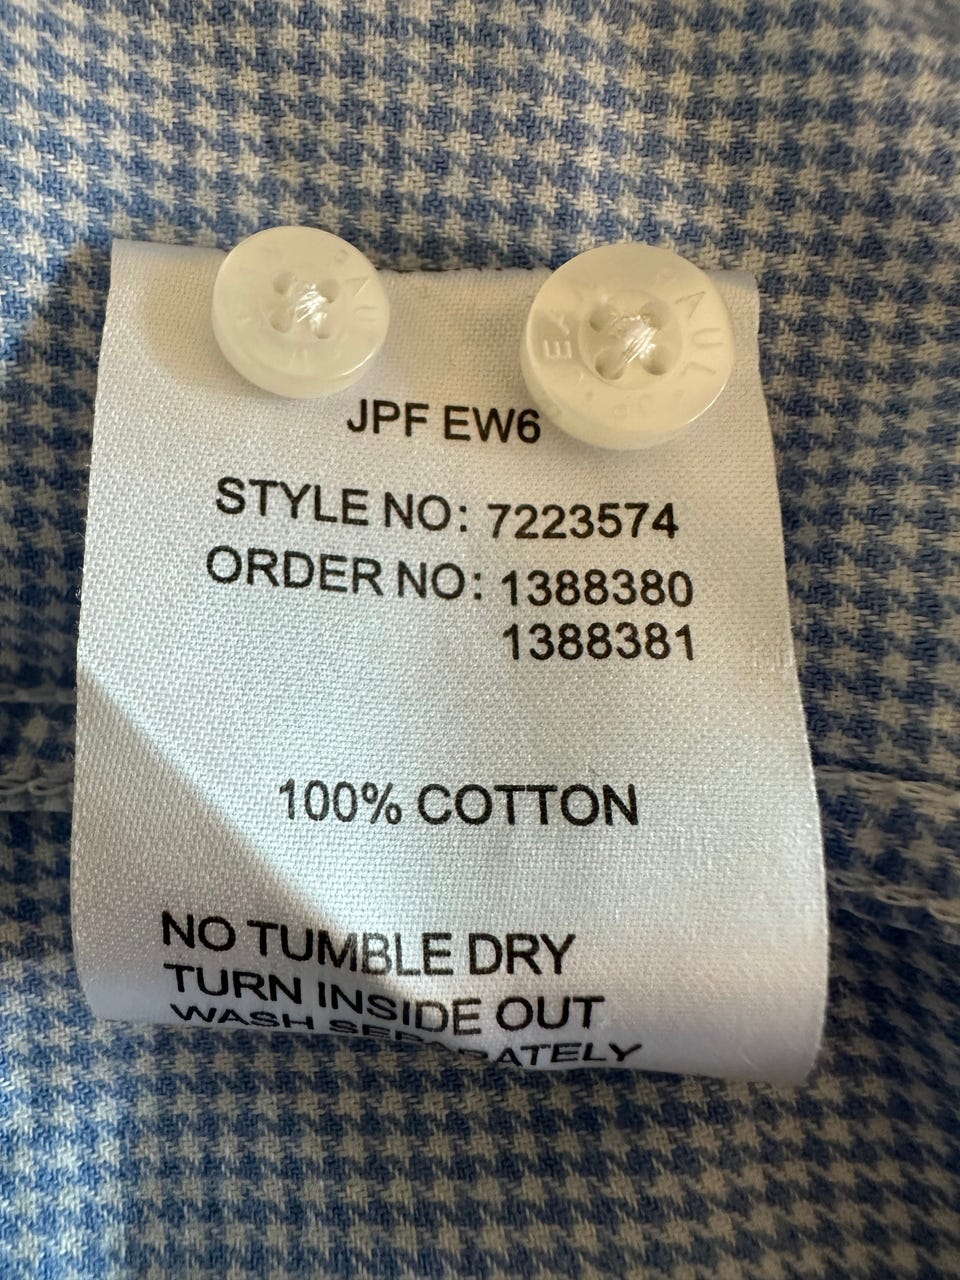 JPF EW6
STYLE NO: 7223574
ORDER NO: 1388380
1388381
100% COTTON
NO TUMBLE DRY
TURN INSIDE OUT
WASH SEPARATELY